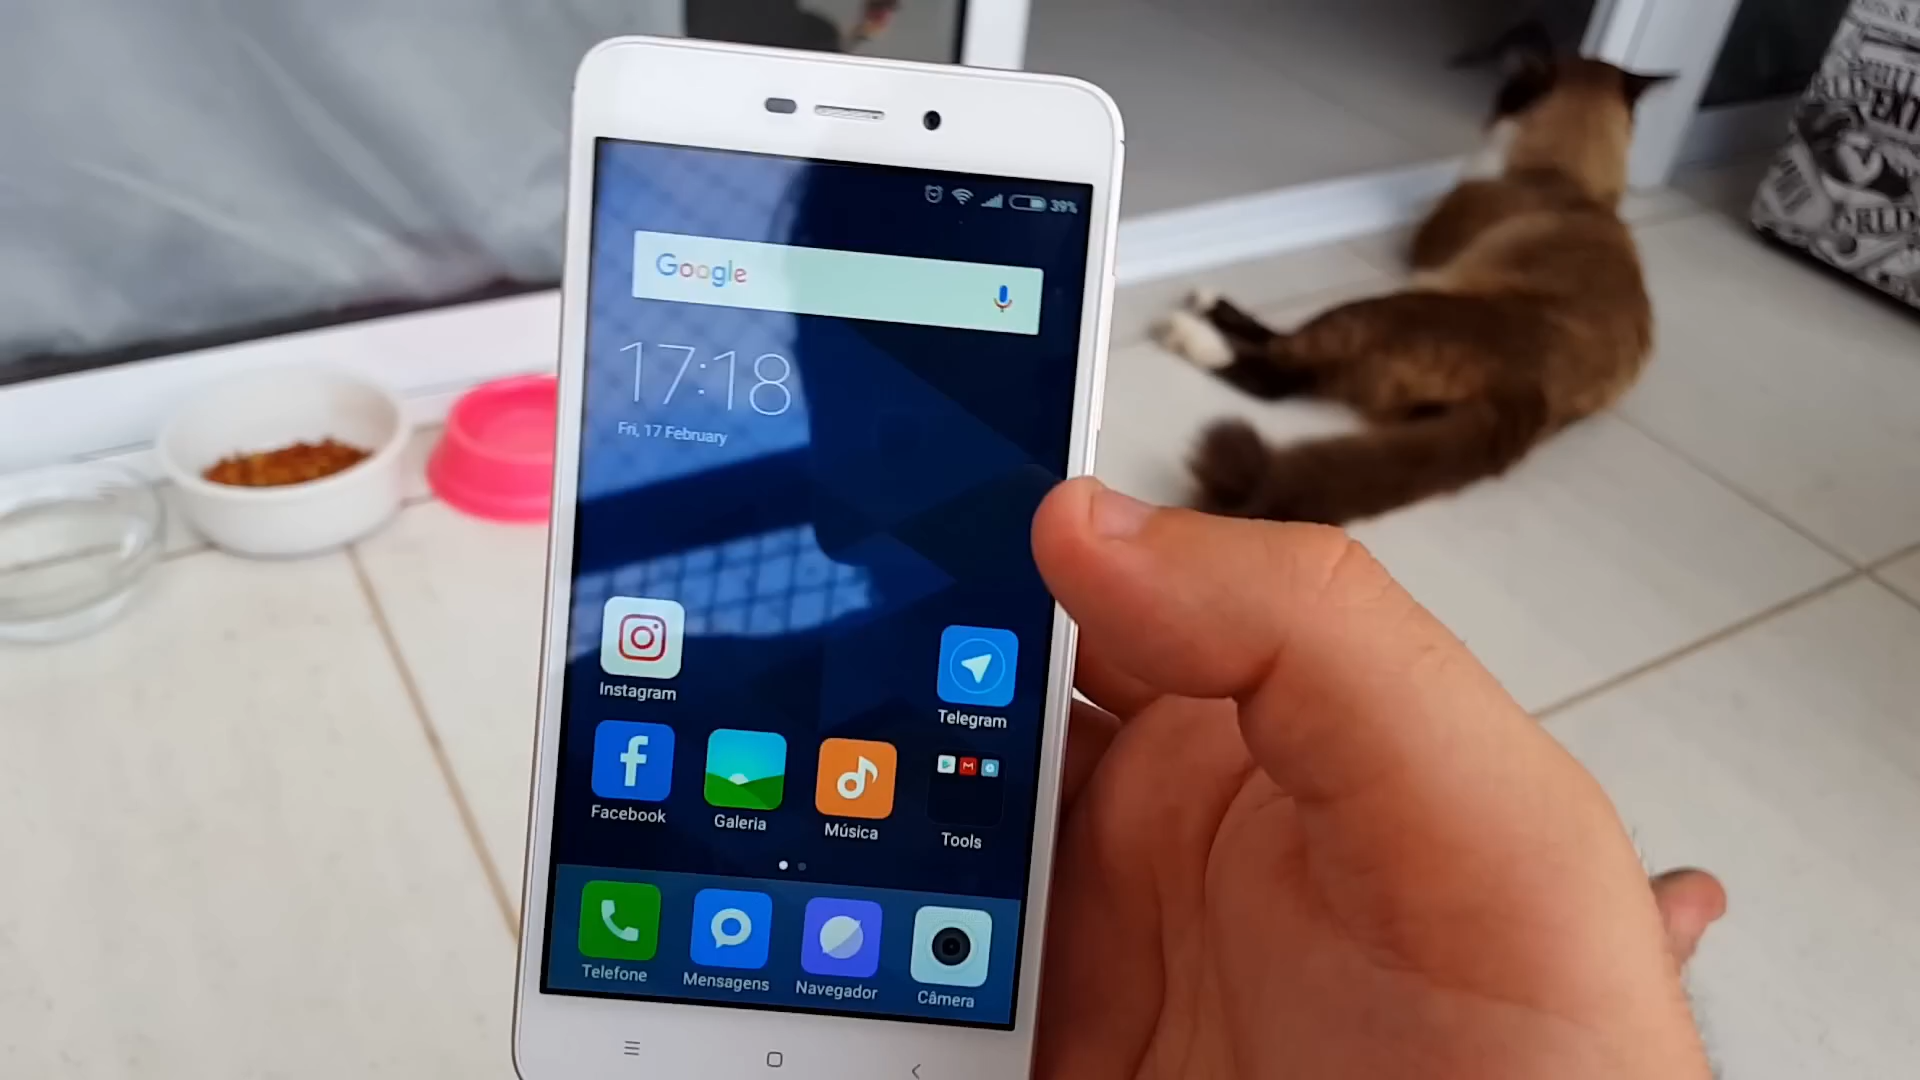 39%
Google
17:18
Fri, 17 February
Instagram
Telegram
Facebook
Galeria
Música
Tools
Telefone
Mensagens
Navegador
Câmera